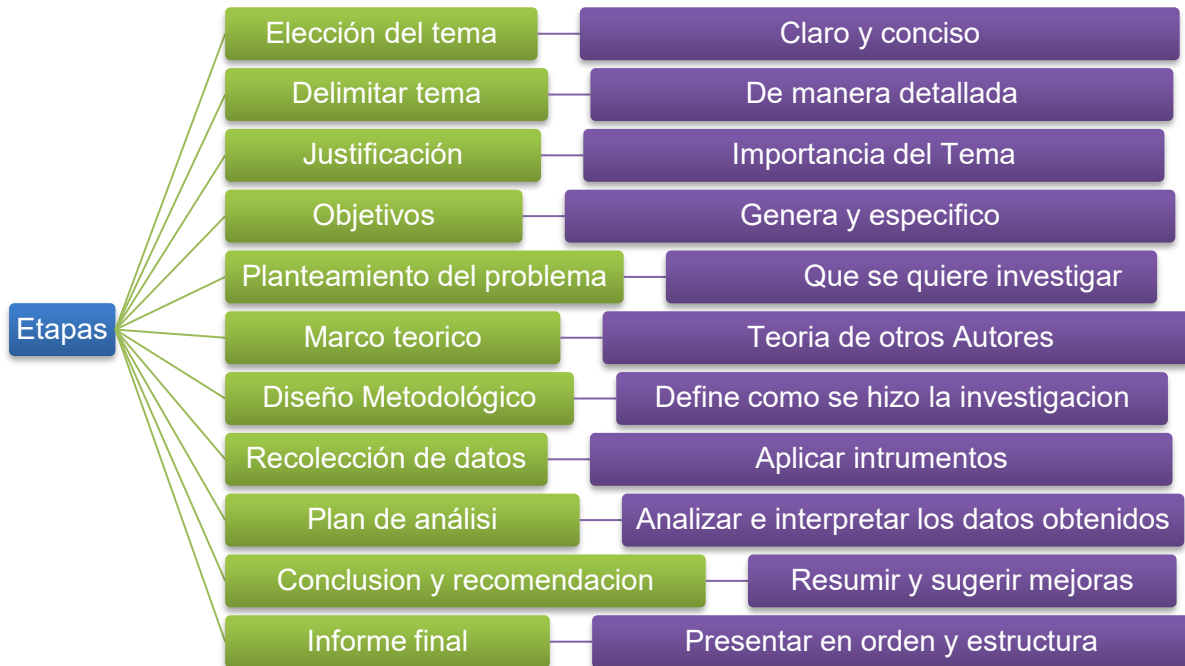 Etapas
Elección del tema
Claro y conciso
Delimitar tema
De manera detallada
Justificación
Importancia del Tema
Objetivos
Genera y especifico
Planteamiento del problema
Que se quiere investigar
Marco teorico
Teoria de otros Autores
Diseño Metodológico
Define como se hizo la investigacion
Recolección de datos
Aplicar intrumentos
Plan de análisi
Analizar e interpretar los datos obtenidos
Conclusion y recomendacion
Resumir y sugerir mejoras
Informe final
Presentar en orden y estructura